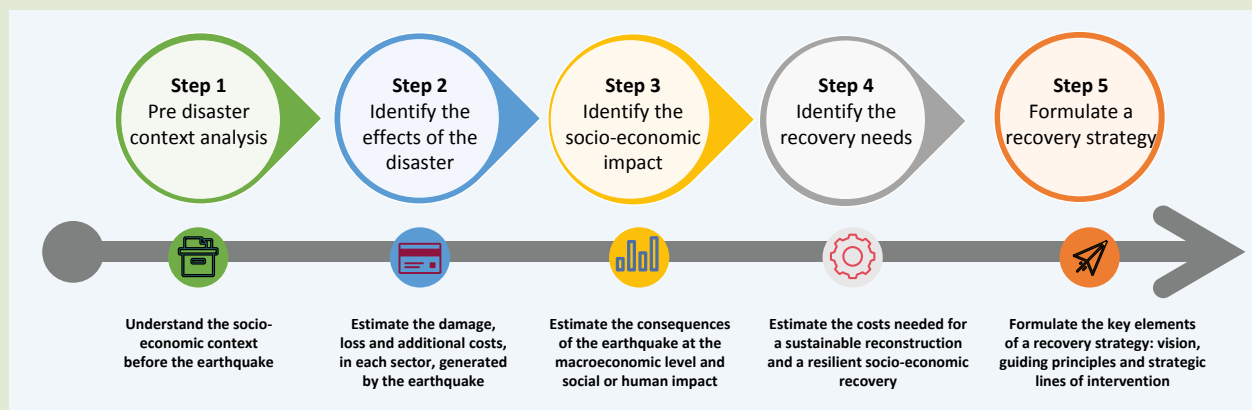 Step 1
Pre disaster
context analysis
Step 2
Identify the
effects of the
disaster
Step 3
Identify the
socio-economic
impact
Step 4
Identify the
recovery needs
Step 5
Formulate a
recovery strategy
Understand the socio-
economic context
before the earthquake
Estimate the damage,
loss and additional costs,
in each sector, generated
by the earthquake
Estimate the consequences
of the earthquake at the
macroeconomic level and
social or human impact
Estimate the costs needed for
a sustainable reconstruction
and a resilient socio-economic
recovery
Formulate the key elements
of a recovery strategy: vision,
guiding principles and strategic
lines of intervention